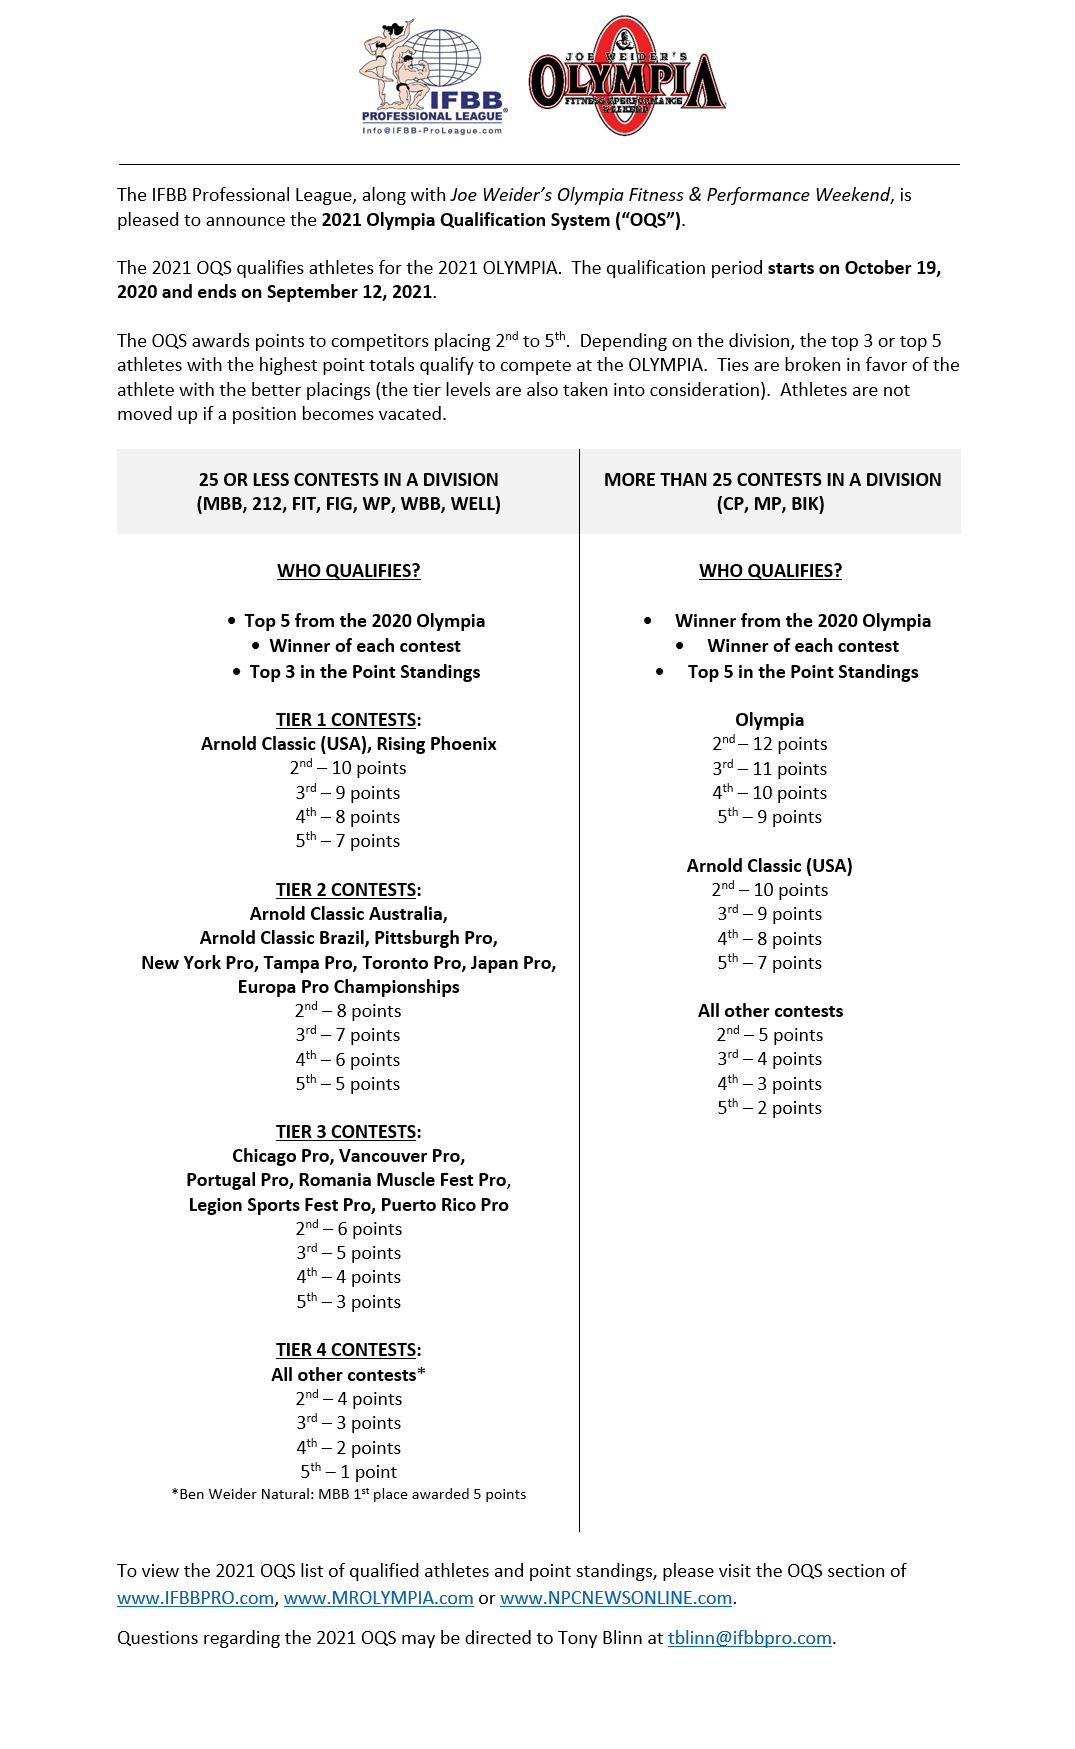 IFBB
PROFESSIONAL LEAGUE
Info@IFBB-ProLeague.com
JOE WEIDER'S
OLYMPIA
FITNESS & PERFORMANCE
WEEKEND
The IFBB Professional League, along with Joe Weider’s Olympia Fitness & Performance Weekend, is
pleased to announce the 2021 Olympia Qualification System (“OQS”).
The 2021 OQS qualifies athletes for the 2021 OLYMPIA. The qualification period starts on October 19,
2020 and ends on September 12, 2021.
The OQS awards points to competitors placing 2nd to 5th. Depending on the division, the top 3 or top 5
athletes with the highest point totals qualify to compete at the OLYMPIA. Ties are broken in favor of the
athlete with the better placings (the tier levels are also taken into consideration). Athletes are not
moved up if a position becomes vacated.
25 OR LESS CONTESTS IN A DIVISION
(MBB, 212, FIT, FIG, WP, WBB, WELL)
WHO QUALIFIES?
• Top 5 from the 2020 Olympia
• Winner of each contest
• Top 3 in the Point Standings
TIER 1 CONTESTS:
Arnold Classic (USA), Rising Phoenix
2nd – 10 points
3rd – 9 points
4th – 8 points
5th – 7 points
TIER 2 CONTESTS:
Arnold Classic Australia,
Arnold Classic Brazil, Pittsburgh Pro,
New York Pro, Tampa Pro, Toronto Pro, Japan Pro,
Europa Pro Championships
2nd – 8 points
3rd – 7 points
4th – 6 points
5th – 5 points
TIER 3 CONTESTS:
Chicago Pro, Vancouver Pro,
Portugal Pro, Romania Muscle Fest Pro,
Legion Sports Fest Pro, Puerto Rico Pro
2nd – 6 points
3rd – 5 points
4th – 4 points
5th – 3 points
TIER 4 CONTESTS:
All other contests*
2nd – 4 points
3rd – 3 points
4th – 2 points
5th – 1 point
*Ben Weider Natural: MBB 1st place awarded 5 points
MORE THAN 25 CONTESTS IN A DIVISION
(CP, MP, BIK)
WHO QUALIFIES?
• Winner from the 2020 Olympia
• Winner of each contest
• Top 5 in the Point Standings
Olympia
2nd – 12 points
3rd – 11 points
4th – 10 points
5th – 9 points
Arnold Classic (USA)
2nd – 10 points
3rd – 9 points
4th – 8 points
5th – 7 points
All other contests
2nd – 5 points
3rd – 4 points
4th – 3 points
5th – 2 points
To view the 2021 OQS list of qualified athletes and point standings, please visit the OQS section of
www.IFBBPRO.com, www.MROLYMPIA.com or www.NPCNEWSONLINE.com.
Questions regarding the 2021 OQS may be directed to Tony Blinn at tblinn@ifbbpro.com.